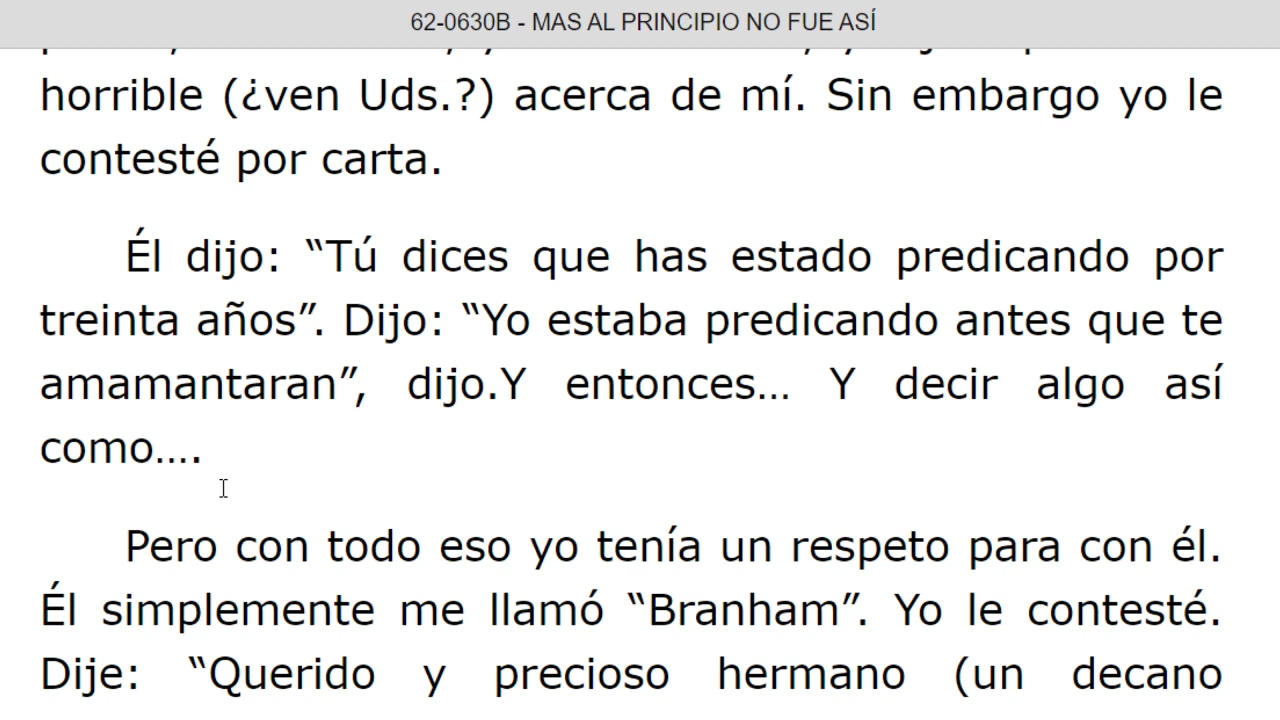 62-0630B - MAS AL PRINCIPIO NO FUE ASÍ
horrible (¿ven Uds.?) acerca de mí. Sin embargo yo le
contesté por carta.
Él dijo: “Tú dices que has estado predicando por
treinta años”. Dijo: “Yo estaba predicando antes que te
amamantaran”, dijo.Y entonces… Y decir algo así
como….
Pero con todo eso yo tenía un respeto para con él.
Él simplemente me llamó “Branham”. Yo le contesté.
Dije: “Querido y precioso hermano (un decano